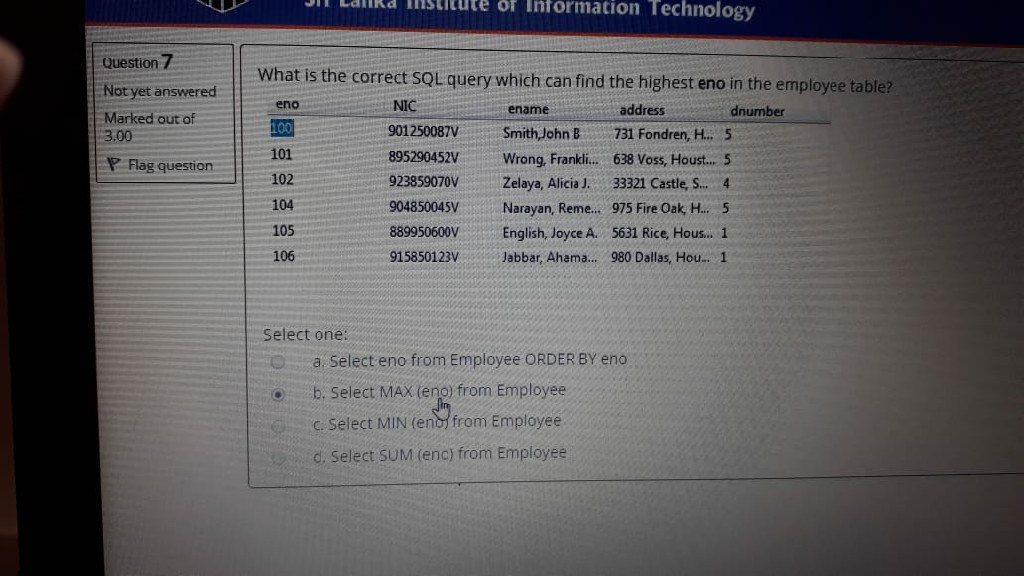 Sri Lanka Institute of Information Technology
Question 7
Not yet answered
Marked out of
3.00
Flag question
What is the correct SQL query which can find the highest eno in the employee table?
eno NIC ename address dnumber
100 901250087V Smith,John B 731 Fondren, H... 5
101 895290452V Wrong, Frankli... 638 Voss, Houst... 5
102 923859070V Zelaya, Alicia J. 33321 Castle, S... 4
104 904850045V Narayan, Reme... 975 Fire Oak, H... 5
105 889950600V English, Joyce A. 5631 Rice, Hous... 1
106 915850123V Jabbar, Ahama... 980 Dallas, Hou... 1
Select one:
a. Select eno from Employee ORDER BY eno
b. Select MAX (eno) from Employee
c. Select MIN (eno) from Employee
d. Select SUM (eno) from Employee